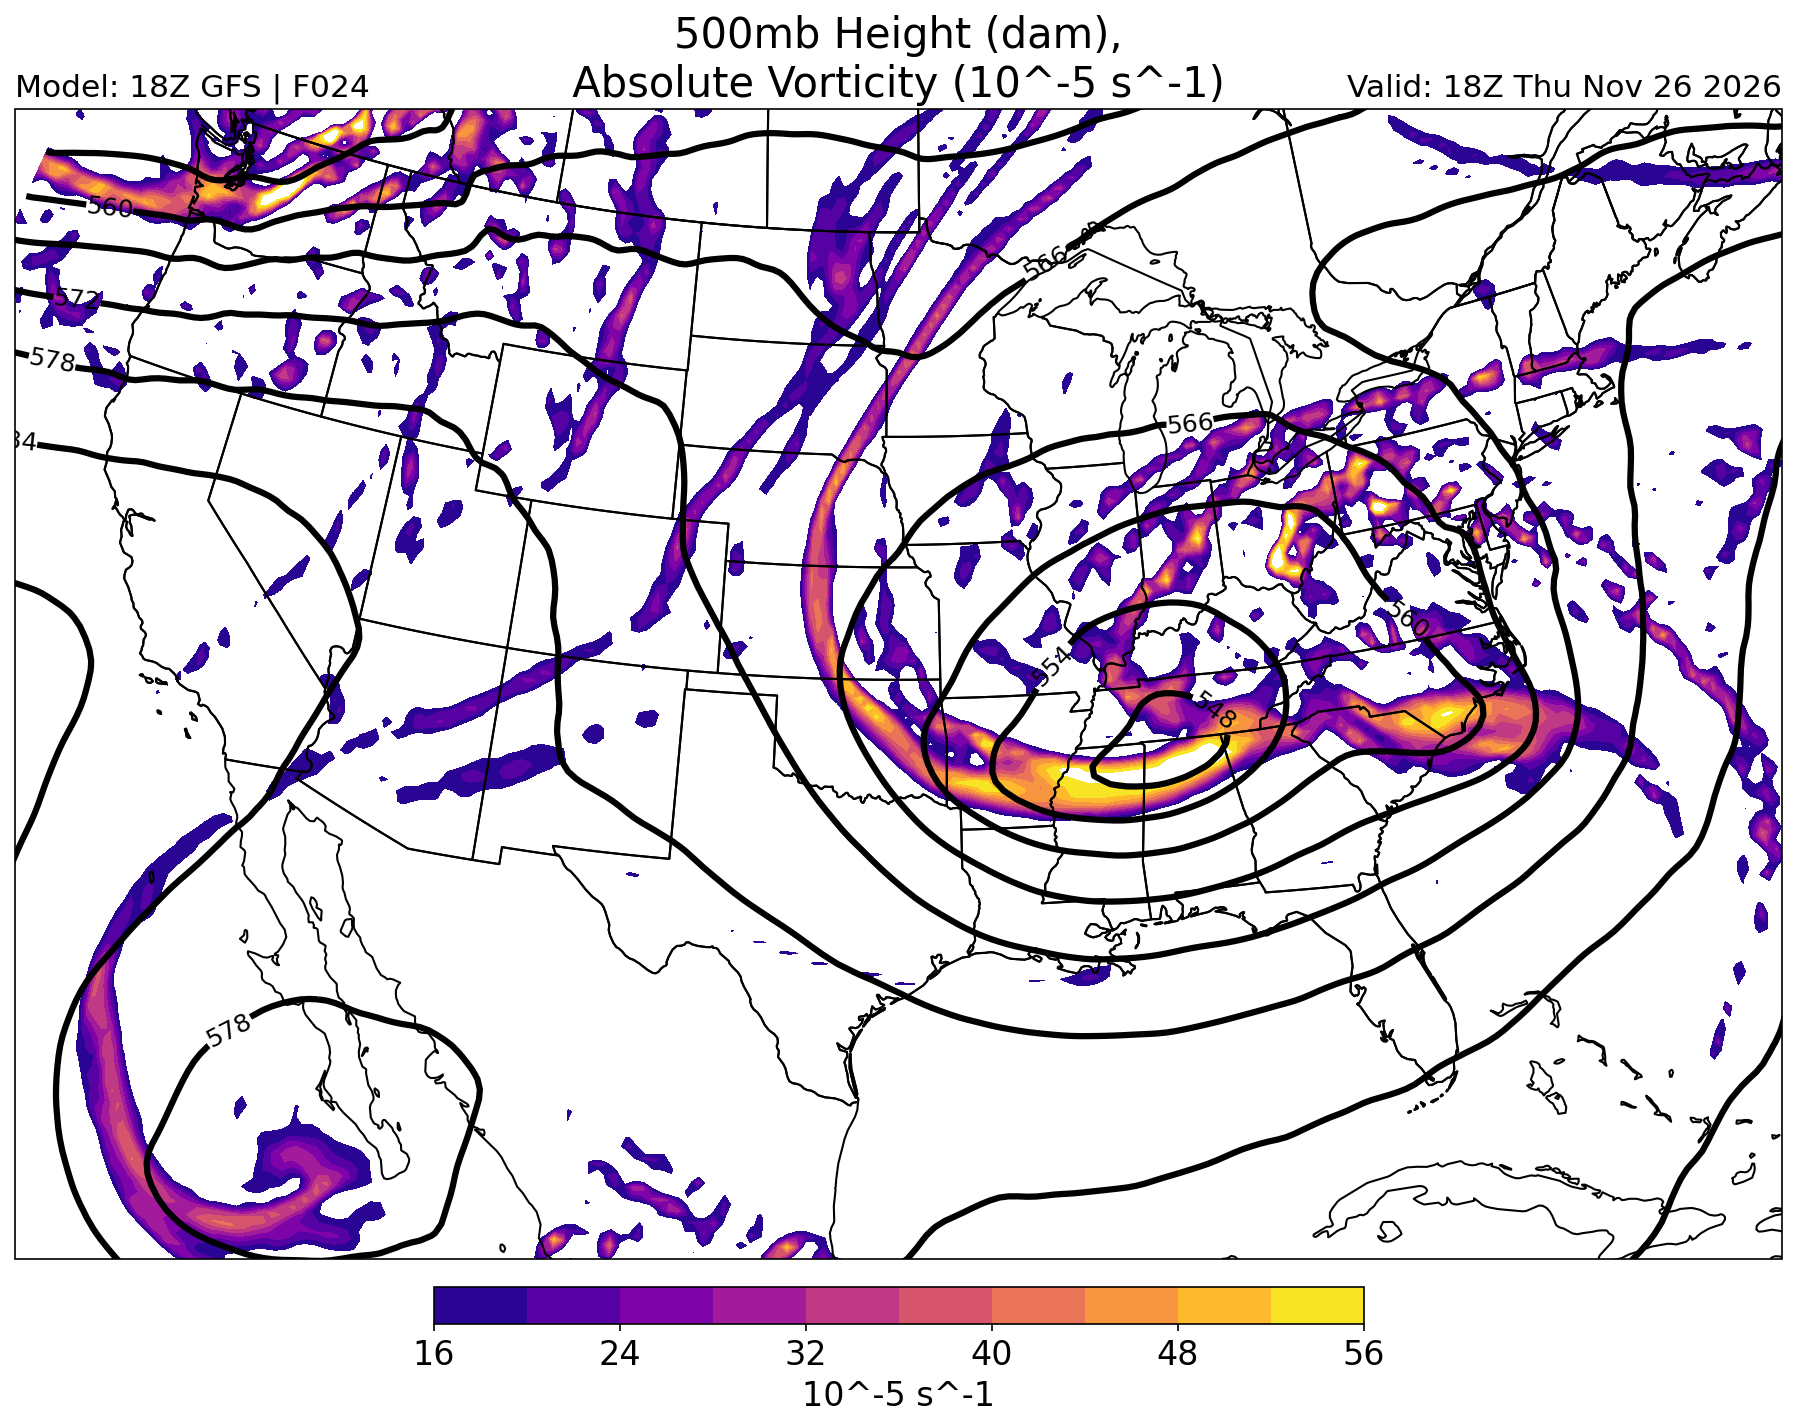 500mb Height (dam),
Model: 18Z GFS | F024
Absolute Vorticity (10^-5 s^-1)
Valid: 18Z Thu Nov 26 2026
560
566
572
578
566
560
554
548
578
16 24 32 40 48 56
10^-5 s^-1